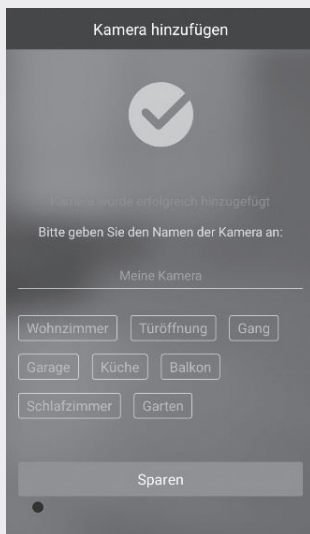 Kamera hinzufügen
Kamera wurde erfolgreich hinzugefügt
Bitte geben Sie den Namen der Kamera an:
Meine Kamera
Wohnzimmer Türöffnung Gang
Garage Küche Balkon
Schlafzimmer Garten
Sparen